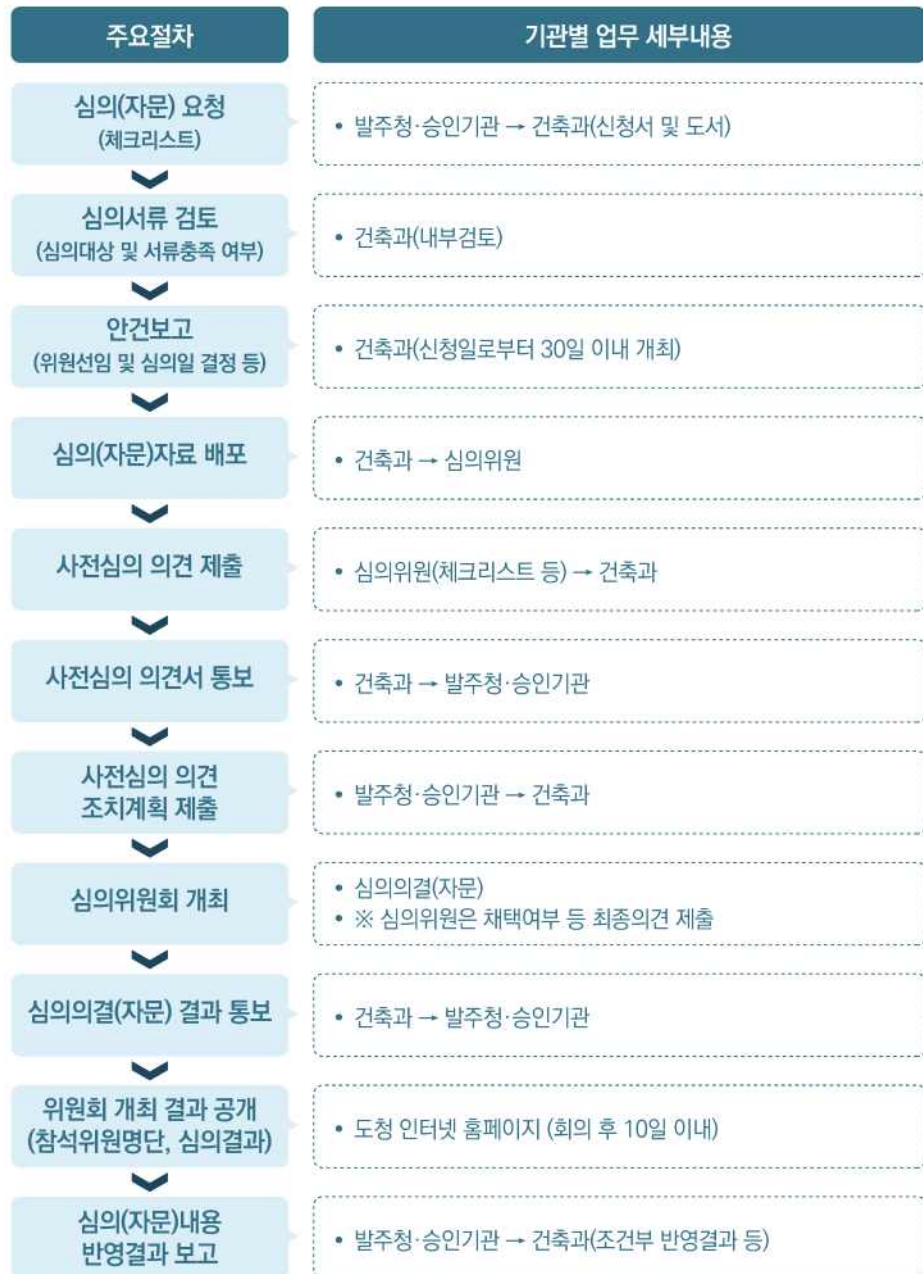 주요절차
기관별 업무 세부내용
심의(자문) 요청
(체크리스트)
• 발주청·승인기관 → 건축과(신청서 및 도서)
심의서류 검토
(심의대상 및 서류충족 여부)
• 건축과(내부검토)
안건보고
(위원선임 및 심의일 결정 등)
• 건축과(신청일로부터 30일 이내 개최)
심의(자문)자료 배포
• 건축과 → 심의위원
사전심의 의견 제출
• 심의위원(체크리스트 등) → 건축과
사전심의 의견서 통보
• 건축과 → 발주청·승인기관
사전심의 의견
조치계획 제출
• 발주청·승인기관 → 건축과
심의위원회 개최
• 심의의결(자문)
• ※ 심의위원은 채택여부 등 최종의견 제출
심의의결(자문) 결과 통보
• 건축과 → 발주청·승인기관
위원회 개최 결과 공개
(참석위원명단, 심의결과)
• 도청 인터넷 홈페이지 (회의 후 10일 이내)
심의(자문)내용
반영결과 보고
• 발주청·승인기관 → 건축과(조건부 반영결과 등)